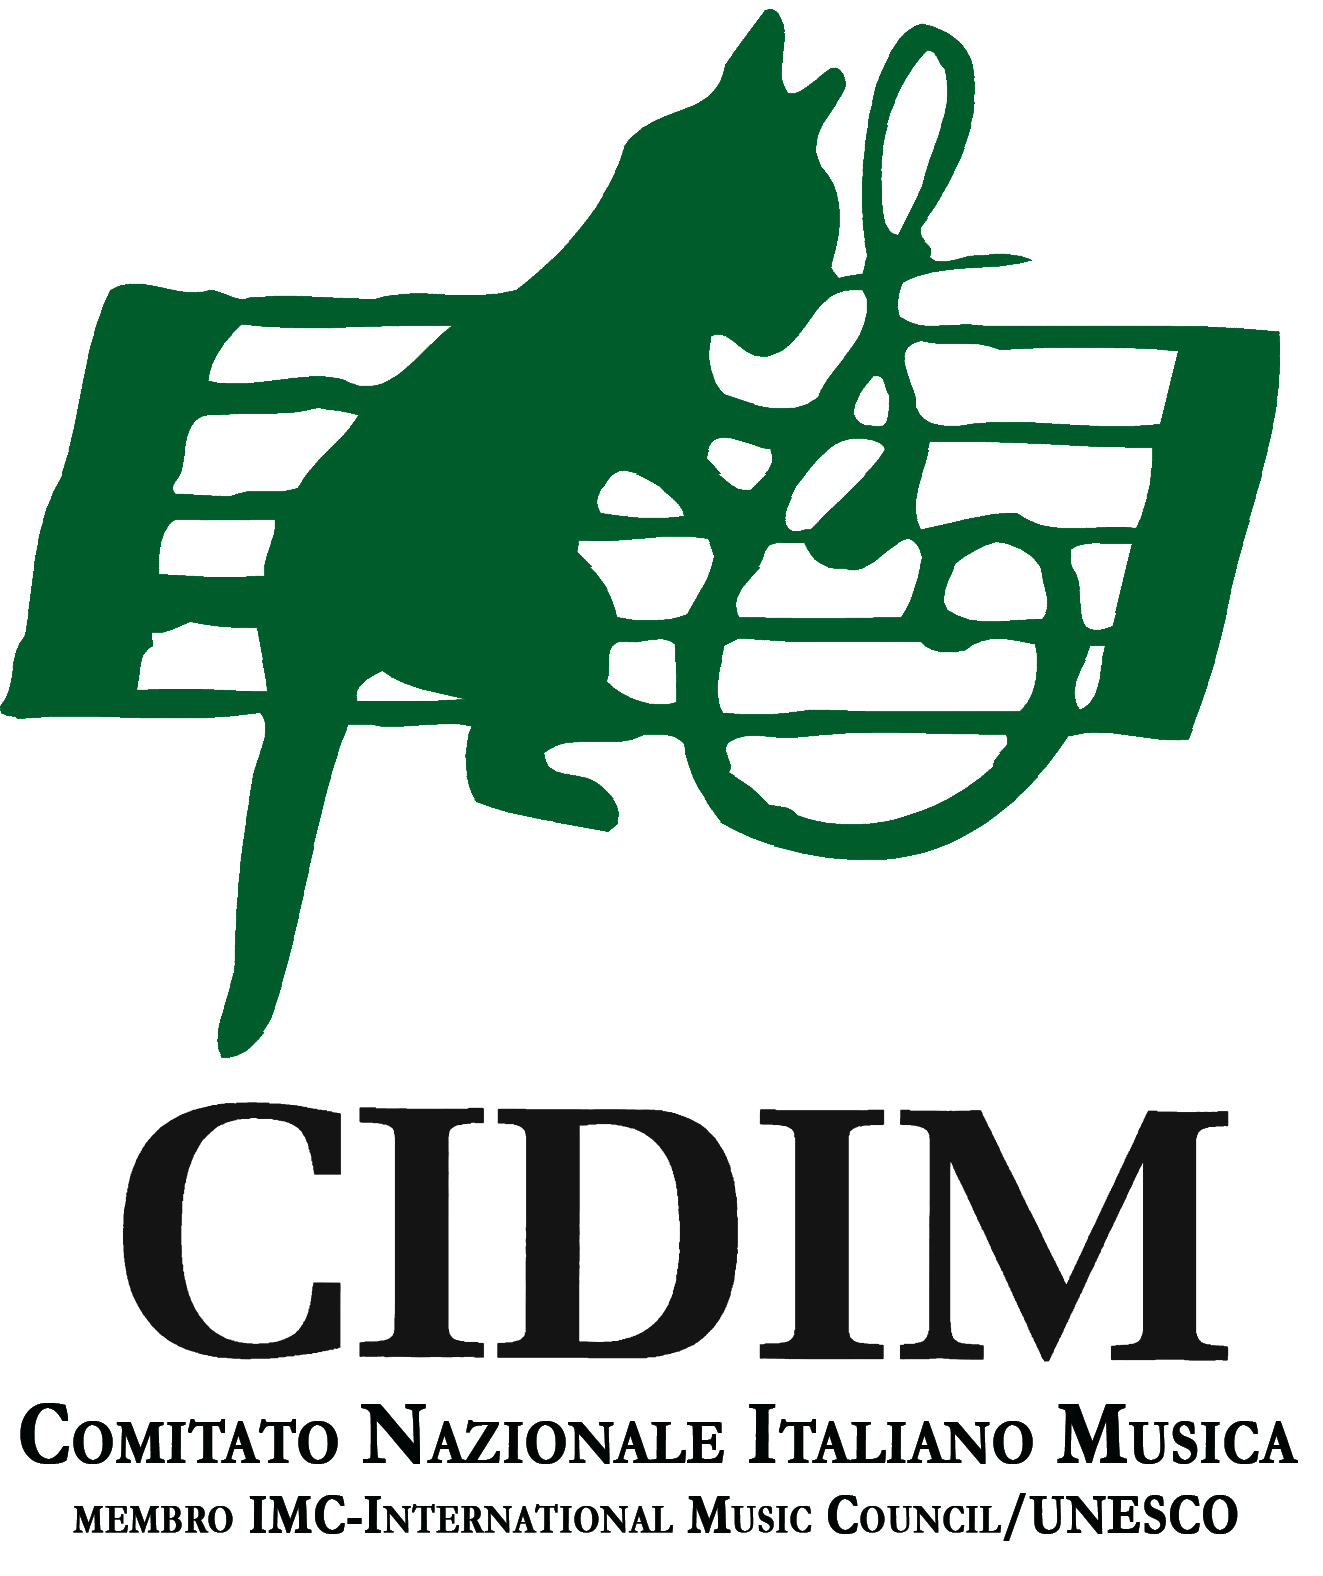 CIDIM
Comitato Nazionale Italiano Musica
membro IMC-International Music Council/UNESCO